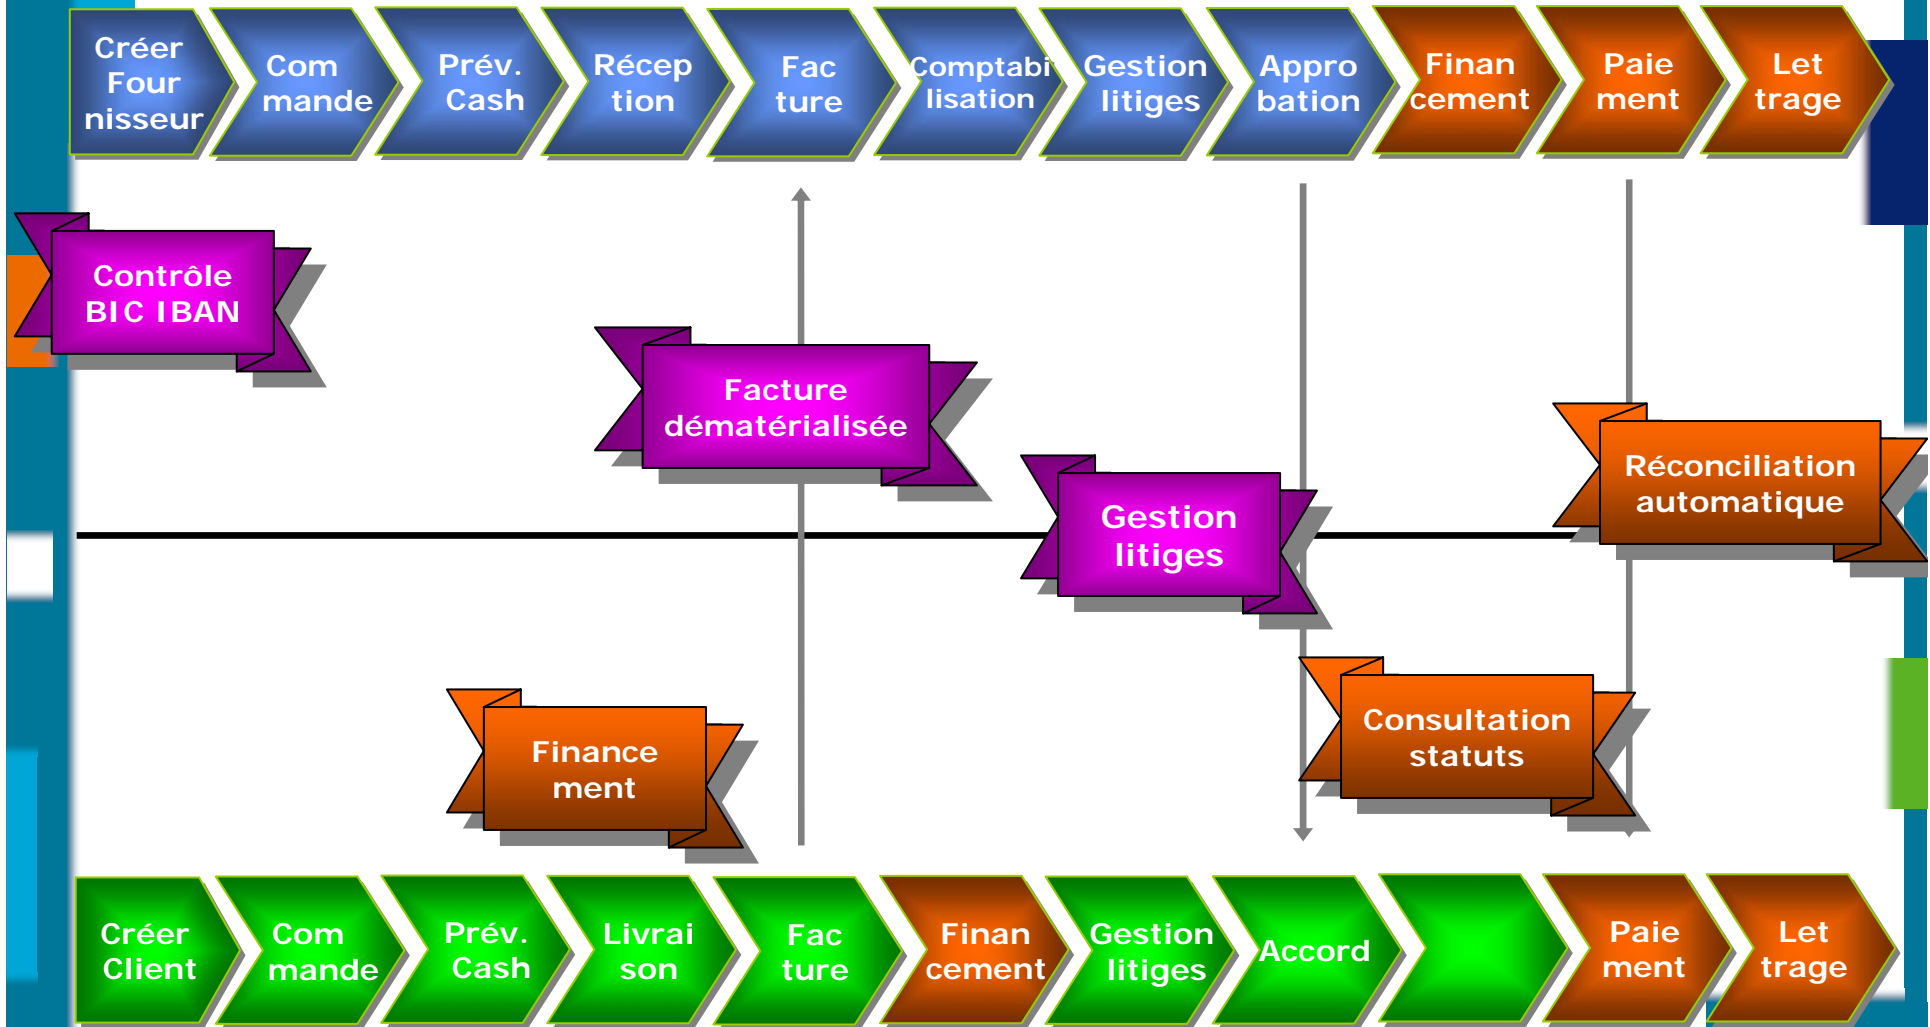 Créer
Four
nisseur
Com
mande
Prév.
Cash
Récep
tion
Fac
ture
Comptabi
lisation
Gestion
litiges
Appro
bation
Finan
cement
Paie
ment
Let
trage
Contrôle
BIC IBAN
Facture
dématérialisée
Réconciliation
automatique
Gestion
litiges
Consultation
statuts
Finance
ment
Créer
Client
Com
mande
Prév.
Cash
Livrai
son
Fac
ture
Finan
cement
Gestion
litiges
Accord
Paie
ment
Let
trage